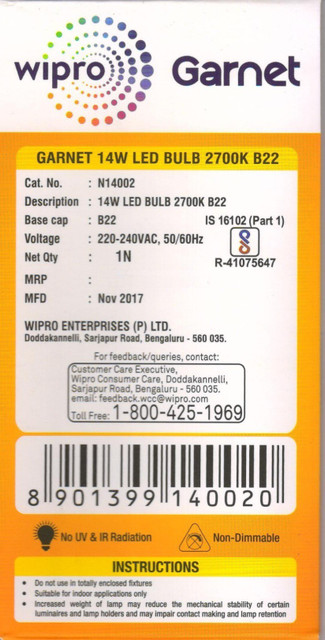 wipro Garnet
GARNET 14W LED BULB 2700K B22
Cat. No. : N14002
Description : 14W LED BULB 2700K B22
Base cap : B22 IS 16102 (Part 1)
Voltage : 220-240VAC, 50/60Hz
Net Qty : 1N R-41075647
MRP :
MFD : Nov 2017
WIPRO ENTERPRISES (P) LTD.
Doddakannelli, Sarjapur Road, Bengaluru - 560 035.
For feedback/queries, contact:
Customer Care Executive,
Wipro Consumer Care, Doddakannelli,
Sarjapur Road, Bengaluru - 560 035.
email: feedback.wcc@wipro.com
Toll Free: 1-800-425-1969
8 901399 140020
No UV & IR Radiation Non-Dimmable
INSTRUCTIONS
• Do not use in totally enclosed fixtures
• Suitable for indoor applications only
• Increased weight of lamp may reduce the mechanical stability of certain
luminaires and lamp holders and may impair contact making and lamp retention